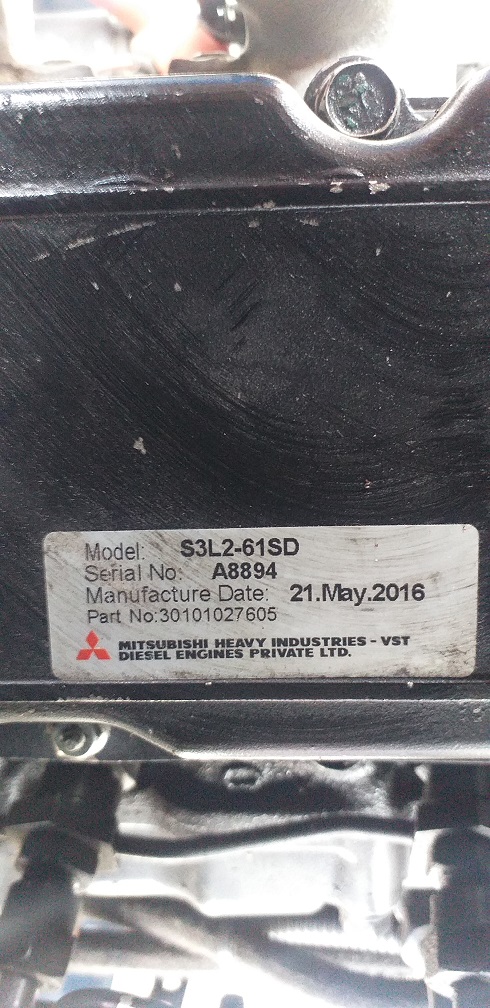 Model: S3L2-61SD
Serial No: A8894
Manufacture Date: 21.May.2016
Part No:30101027605
MITSUBISHI HEAVY INDUSTRIES - VST
DIESEL ENGINES PRIVATE LTD.